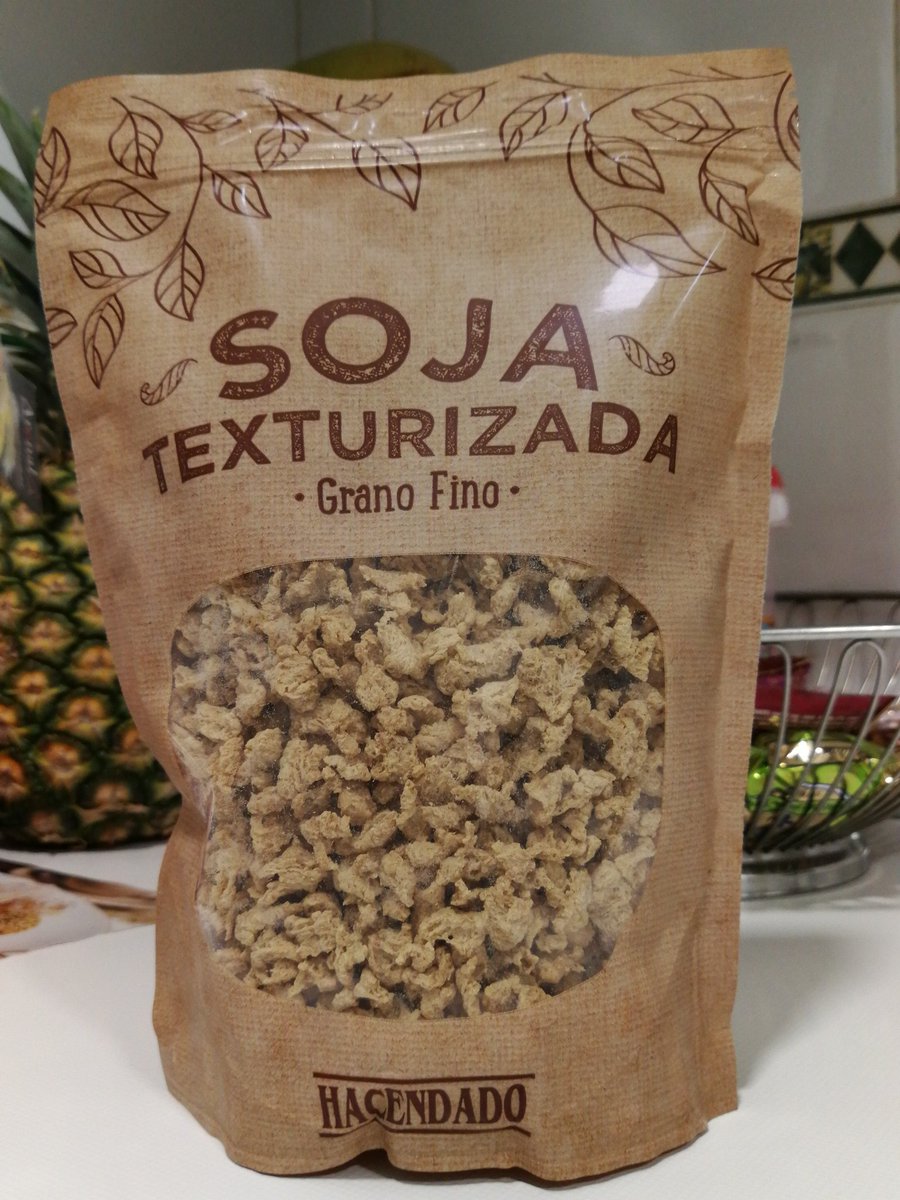 SOJA
TEXTURIZADA
• Grano Fino •
HACENDADO